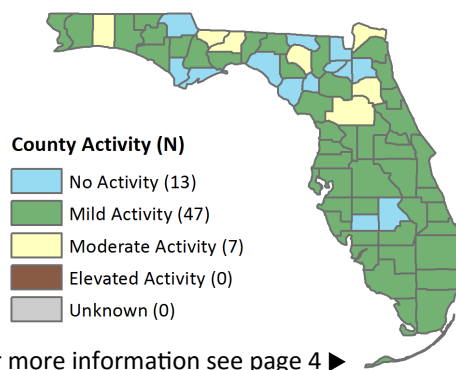 County Activity (N)
No Activity (13)
Mild Activity (47)
Moderate Activity (7)
Elevated Activity (0)
Unknown (0)
r more information see page 4 ▶